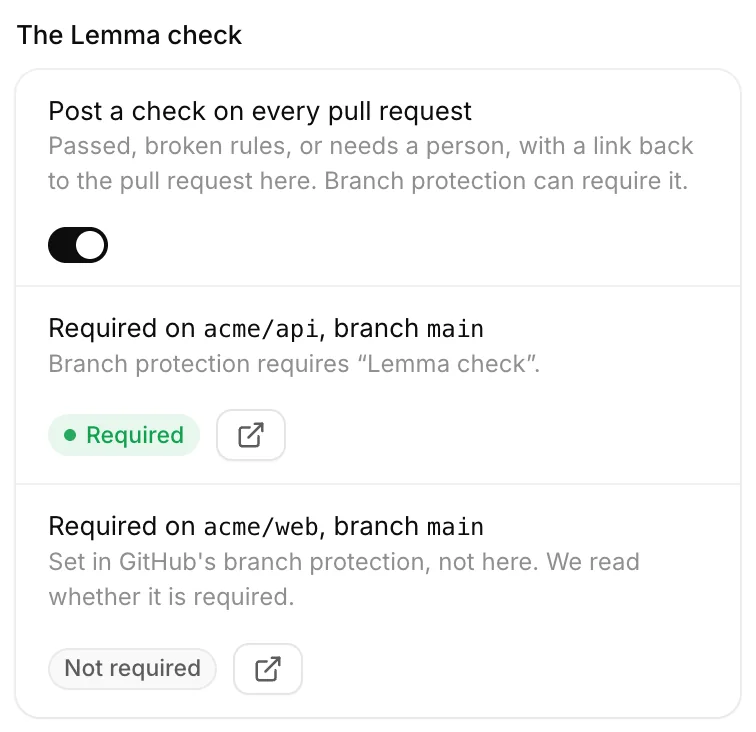 The Lemma check
Post a check on every pull request
Passed, broken rules, or needs a person, with a link back
to the pull request here. Branch protection can require it.
Required on acme/api, branch main
Branch protection requires “Lemma check”.
Required
Required on acme/web, branch main
Set in GitHub's branch protection, not here. We read
whether it is required.
Not required